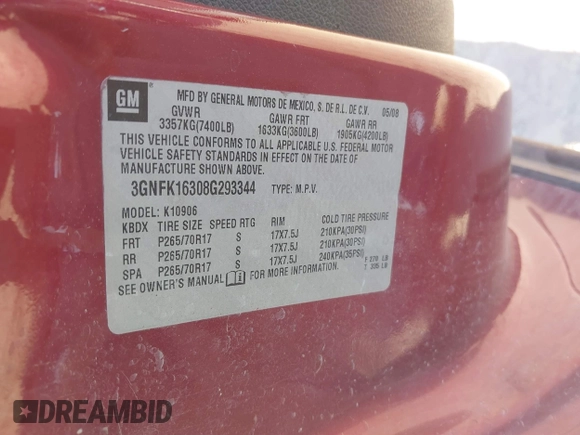 GM
MFD BY GENERAL MOTORS DE MEXICO, S. DE R.L. DE C.V. 05/08
GVWR GAWR FRT GAWR RR
3357KG(7400LB) 1633KG(3600LB) 1905KG(4200LB)
THIS VEHICLE CONFORMS TO ALL APPLICABLE U.S. FEDERAL MOTOR
VEHICLE SAFETY STANDARDS IN EFFECT ON THE DATE OF
MANUFACTURE SHOWN ABOVE.
3GNFK16308G293344 TYPE: M.P.V.
MODEL: K10906
KBDX TIRE SIZE SPEED RTG RIM COLD TIRE PRESSURE
FRT P265/70R17 S 17X7.5J 210KPA(30PSI)
RR P265/70R17 S 17X7.5J 210KPA(30PSI)
SPA P265/70R17 S 17X7.5J 240KPA(35PSI)
F 270 LB
T 305 LB
SEE OWNER'S MANUAL FOR MORE INFORMATION.
DREAMBID